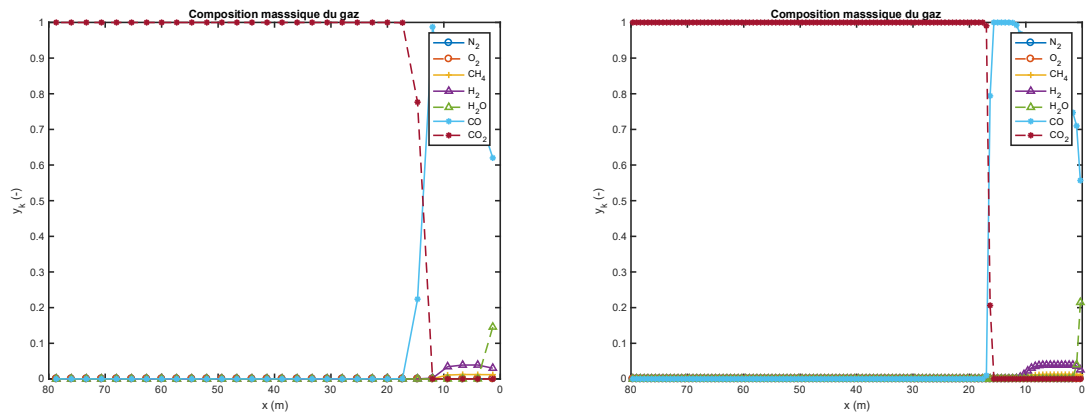 Composition masssique du gaz
1
0.9
0.8
0.7
0.6
0.5
0.4
0.3
0.2
0.1
0
y_k (-)
80 70 60 50 40 30 20 10 0
x (m)
N_2
O_2
CH_4
H_2
H_2O
CO
CO_2
Composition masssique du gaz
1
0.9
0.8
0.7
0.6
0.5
0.4
0.3
0.2
0.1
0
y_k (-)
80 70 60 50 40 30 20 10 0
x (m)
N_2
O_2
CH_4
H_2
H_2O
CO
CO_2